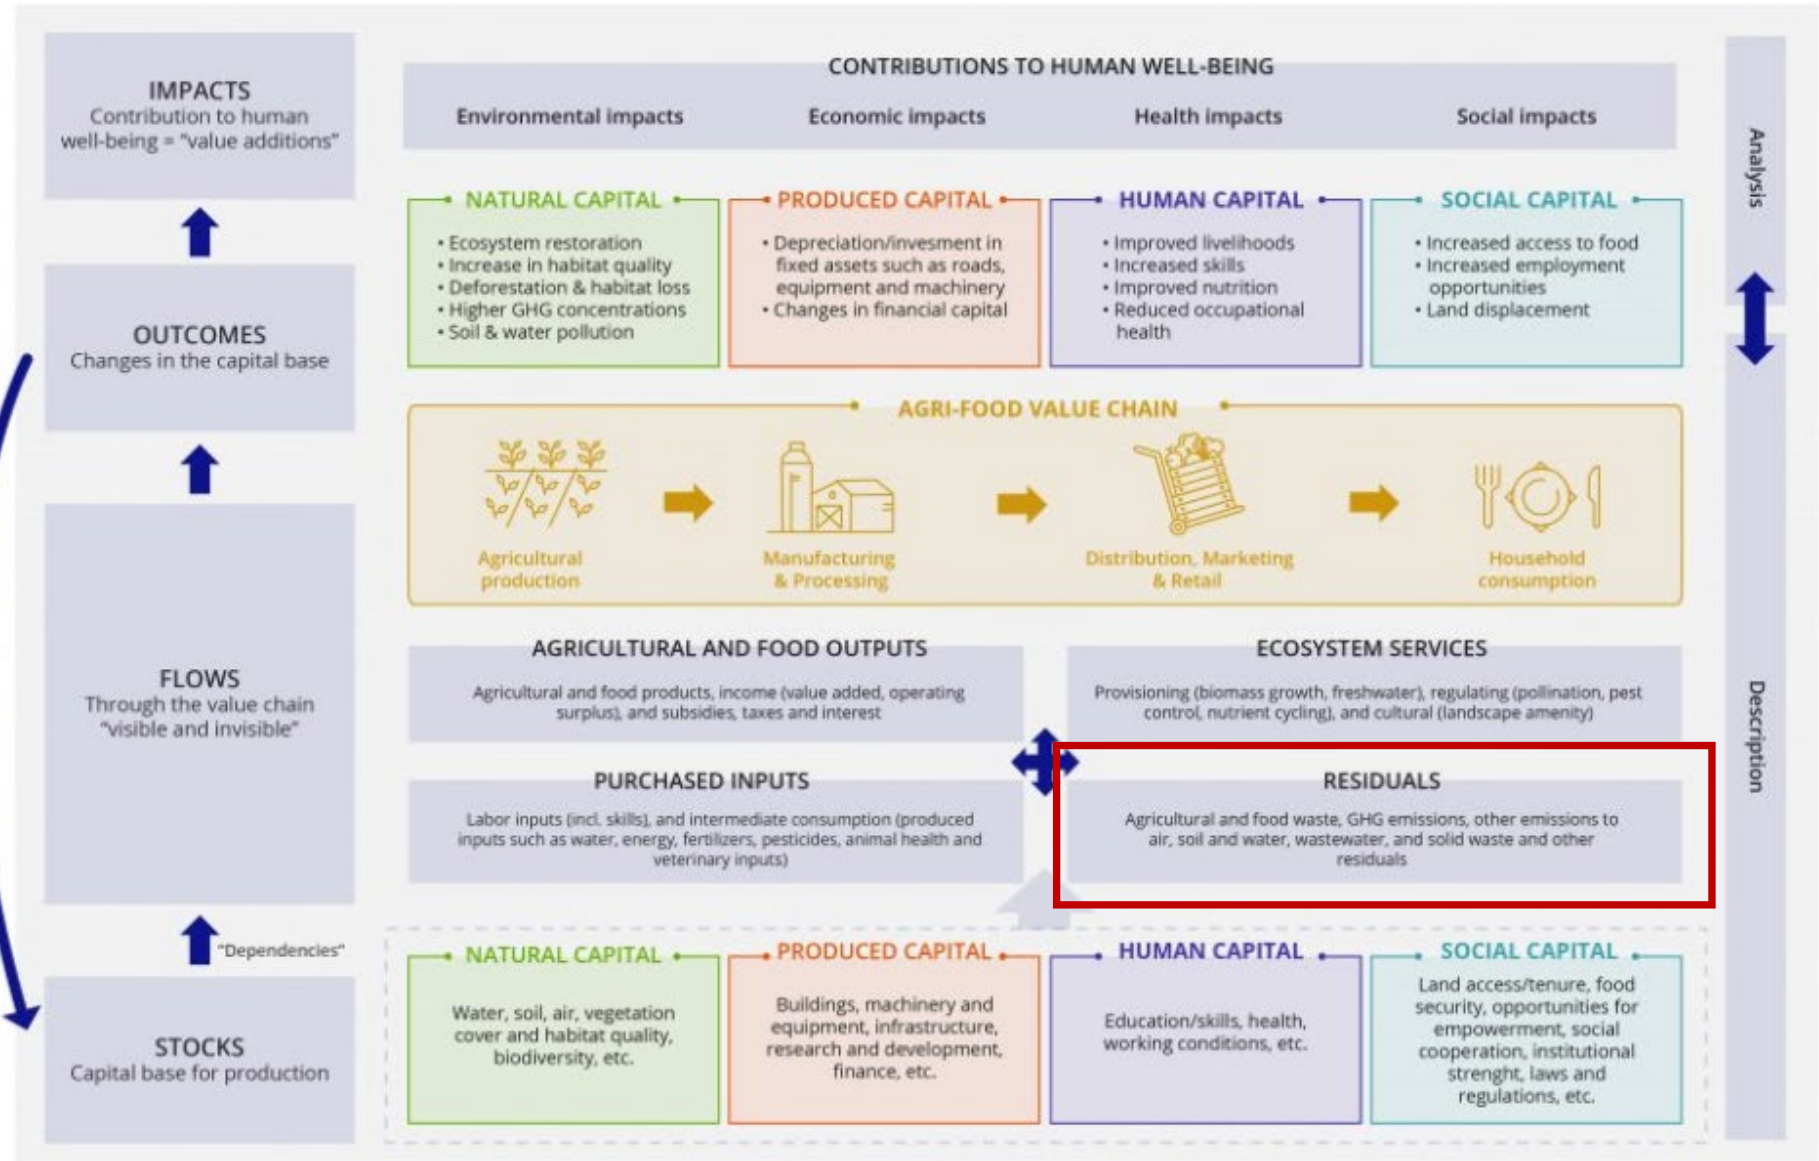 IMPACTS
Contribution to human
well-being = "value additions"
OUTCOMES
Changes in the capital base
FLOWS
Through the value chain
"visible and invisible"
"Dependencies"
STOCKS
Capital base for production
CONTRIBUTIONS TO HUMAN WELL-BEING
Environmental impacts
Economic impacts
Health impacts
Social impacts
NATURAL CAPITAL
• Ecosystem restoration
• Increase in habitat quality
• Deforestation & habitat loss
• Higher GHG concentrations
• Soil & water pollution
PRODUCED CAPITAL
• Depreciation/invesment in
fixed assets such as roads,
equipment and machinery
• Changes in financial capital
HUMAN CAPITAL
• Improved livelihoods
• Increased skills
• Improved nutrition
• Reduced occupational
health
SOCIAL CAPITAL
• Increased access to food
• Increased employment
opportunities
• Land displacement
AGRI-FOOD VALUE CHAIN
Agricultural
production
Manufacturing
& Processing
Distribution, Marketing
& Retail
Household
consumption
AGRICULTURAL AND FOOD OUTPUTS
Agricultural and food products, income (value added, operating
surplus), and subsidies, taxes and interest
ECOSYSTEM SERVICES
Provisioning (biomass growth, freshwater), regulating (pollination, pest
control, nutrient cycling), and cultural (landscape amenity)
PURCHASED INPUTS
Labor inputs (incl. skills), and intermediate consumption (produced
inputs such as water, energy, fertilizers, pesticides, animal health and
veterinary inputs)
RESIDUALS
Agricultural and food waste, GHG emissions, other emissions to
air, soil and water, wastewater, and solid waste and other
residuals
NATURAL CAPITAL
Water, soil, air, vegetation
cover and habitat quality,
biodiversity, etc.
PRODUCED CAPITAL
Buildings, machinery and
equipment, infrastructure,
research and development,
finance, etc.
HUMAN CAPITAL
Education/skills, health,
working conditions, etc.
SOCIAL CAPITAL
Land access/tenure, food
security, opportunities for
empowerment, social
cooperation, institutional
strenght, laws and
regulations, etc.
Analysis
Description